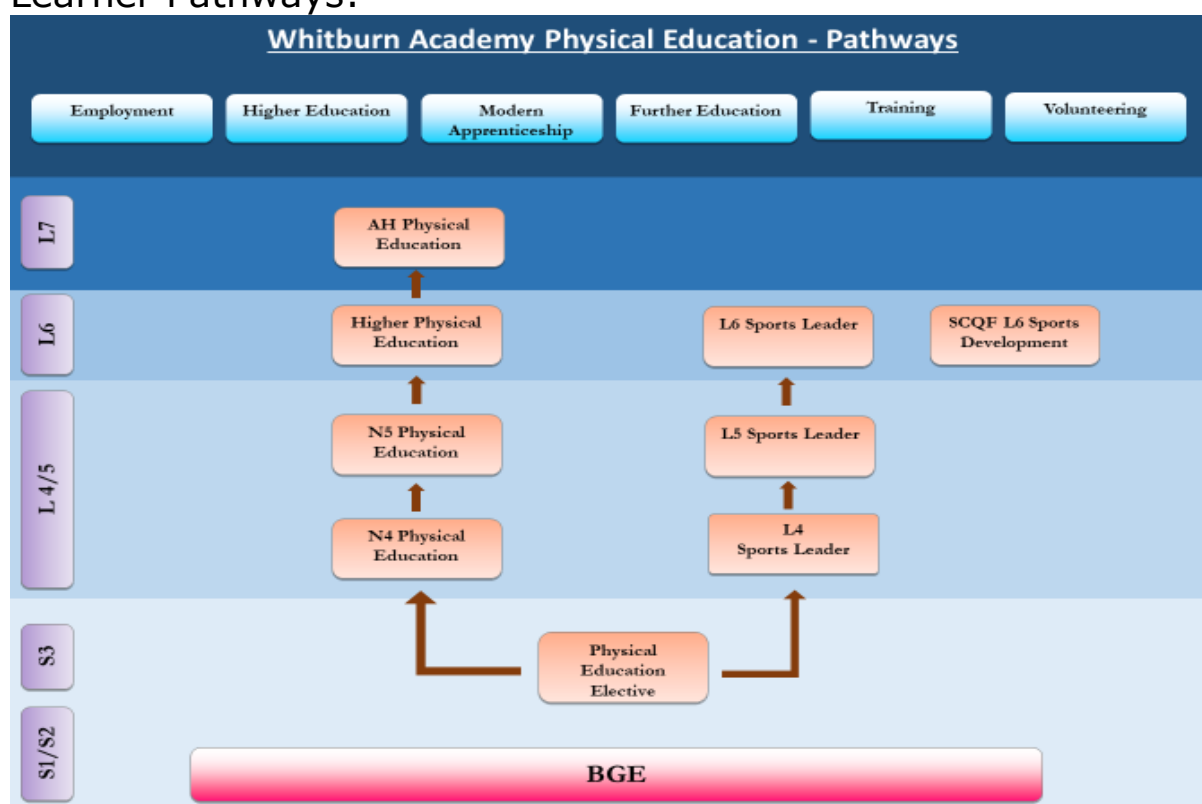 Learner Pathways:
Whitburn Academy Physical Education - Pathways
Employment
Higher Education
Modern
Apprenticeship
Further Education
Training
Volunteering
L7
AH Physical
Education
L6
Higher Physical
Education
L6 Sports Leader
SCQF L6 Sports
Development
L 4/5
N5 Physical
Education
L5 Sports Leader
N4 Physical
Education
L4
Sports Leader
S3
Physical
Education
Elective
S1/S2
BGE